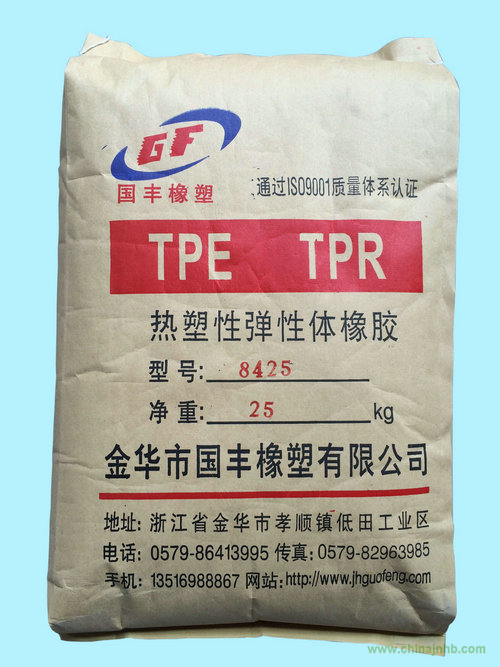 GF
国丰橡塑
通过ISO9001质量体系认证
TPE TPR
热塑性弹性体橡胶
型号: 8425
净重: 25 kg
金华市国丰橡塑有限公司
地址: 浙江省金华市孝顺镇低田工业区
电话: 0579-86413995 传真: 0579-82963985
手机: 13516988867 网站: http://www.jhguofeng.com
www.chinajnhb.com